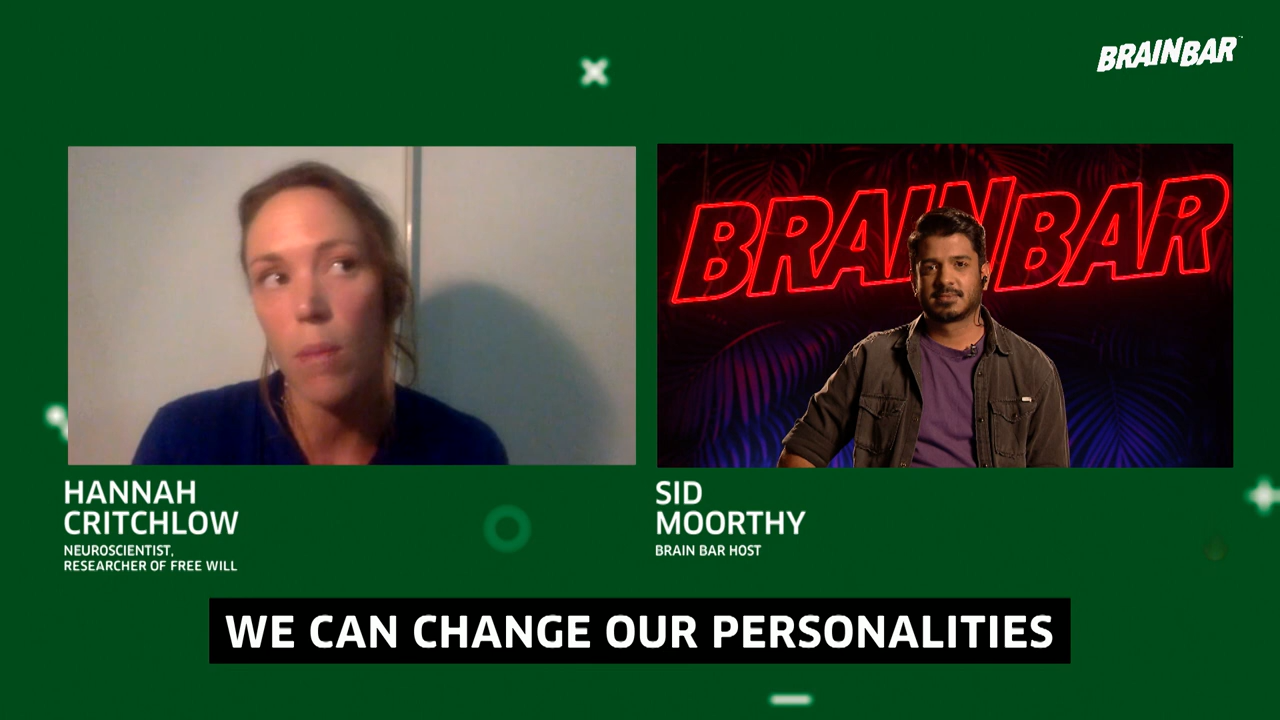 BRAINBAR
BRAINBAR
HANNAH
CRITCHLOW
NEUROSCIENTIST,
RESEARCHER OF FREE WILL
SID
MOORTHY
BRAIN BAR HOST
WE CAN CHANGE OUR PERSONALITIES